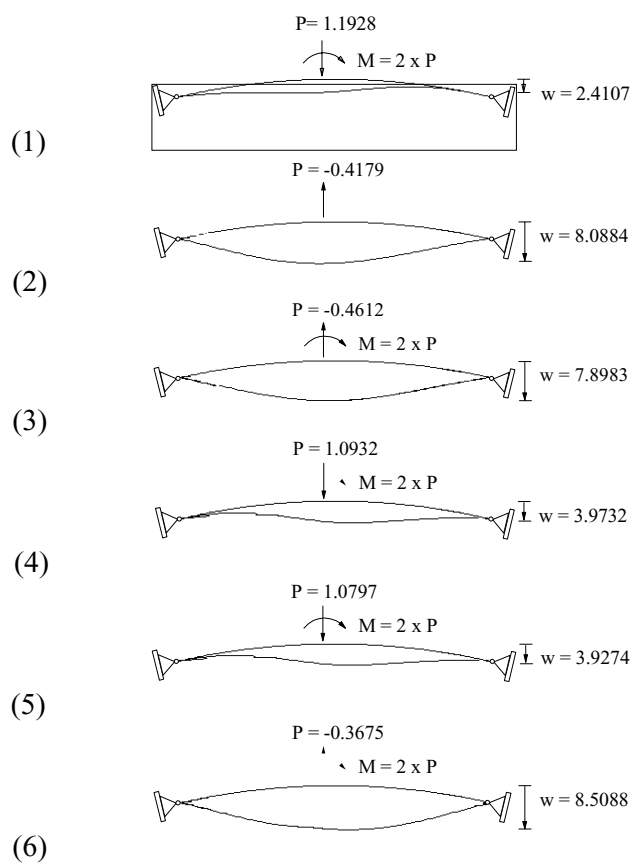 P= 1.1928
M = 2 x P
w = 2.4107
(1)
P = -0.4179
w = 8.0884
(2)
P = -0.4612
M = 2 x P
w = 7.8983
(3)
P = 1.0932
M = 2 x P
w = 3.9732
(4)
P = 1.0797
M = 2 x P
w = 3.9274
(5)
P = -0.3675
M = 2 x P
w = 8.5088
(6)